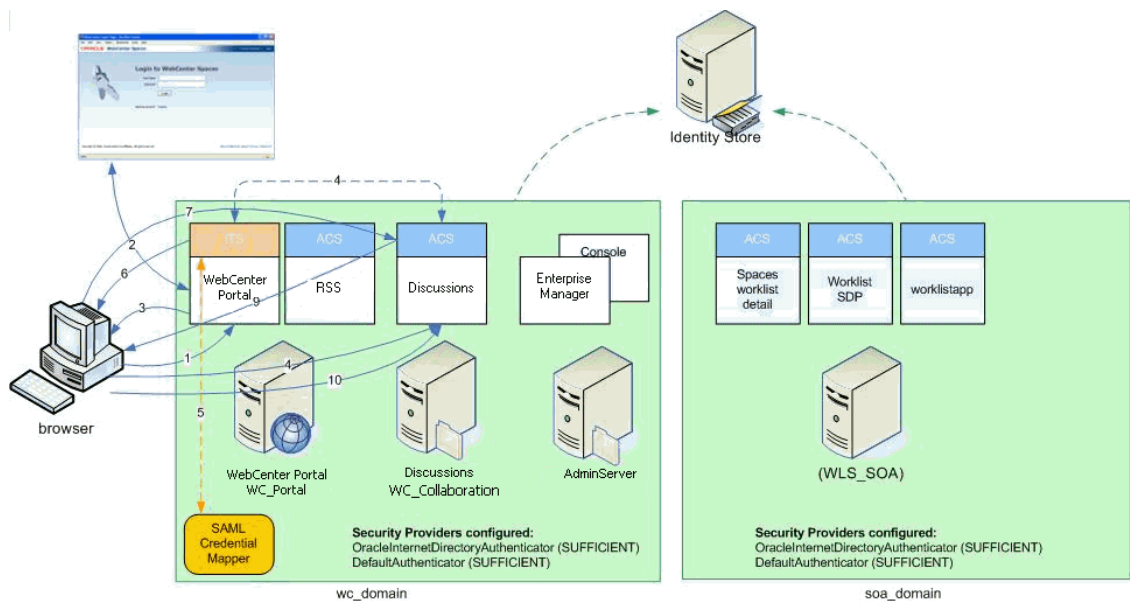 ORACLE WebCenter Spaces
Login to WebCenter Spaces
Identity Store
4
7
2
6
3
9
1
4
10
5
ITS
WebCenter
Portal
ACS
RSS
ACS
Discussions
Console
Enterprise
Manager
ACS
Spaces
worklist
detail
ACS
Worklist
SDP
ACS
worklistapp
browser
WebCenter Portal
WC_Portal
Discussions
WC_Collaboration
AdminServer
(WLS_SOA)
SAML
Credential
Mapper
Security Providers configured:
OracleInternetDirectoryAuthenticator (SUFFICIENT)
DefaultAuthenticator (SUFFICIENT)
Security Providers configured:
OracleInternetDirectoryAuthenticator (SUFFICIENT)
DefaultAuthenticator (SUFFICIENT)
wc_domain
soa_domain